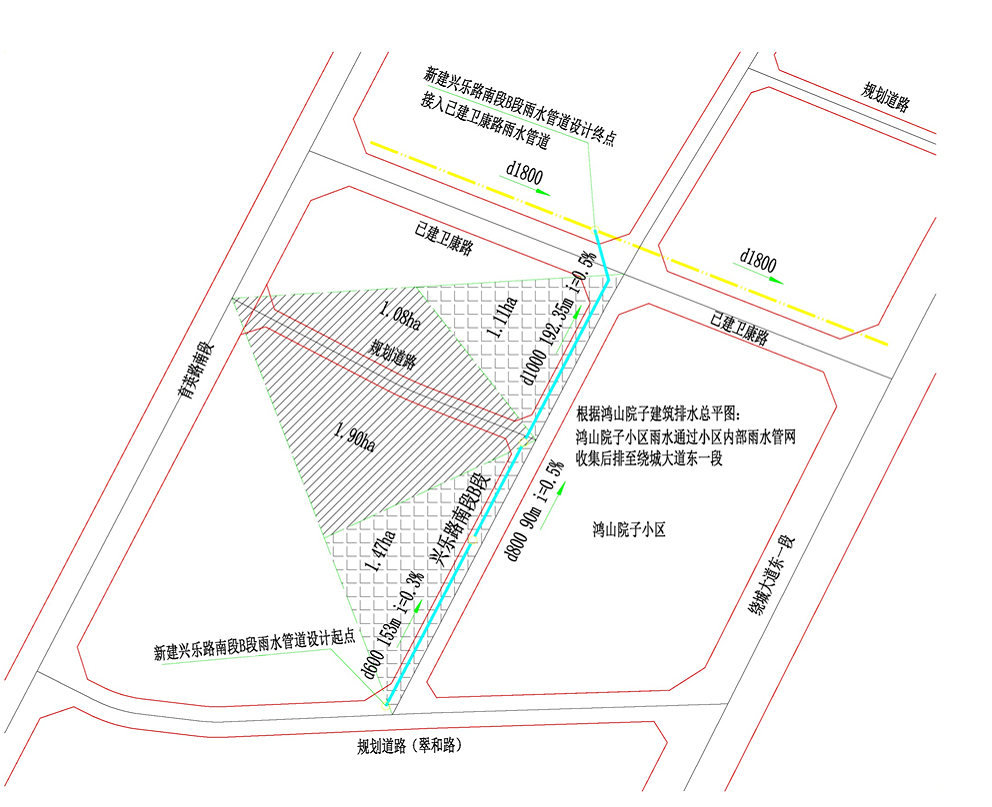 新建兴乐路南段B段雨水管道设计终点
接入已建卫康路雨水管道
规划道路
d1800
已建卫康路
d1800
已建卫康路
1.08ha
1.11ha
d1000 192.35m i=0.5%
规划道路
育英路南段
1.90ha
根据鸿山院子建筑排水总平图：
鸿山院子小区雨水通过小区内部雨水管网
收集后排至绕城大道东一段
d800 90m i=0.5%
兴乐路南段B段
鸿山院子小区
1.47ha
绕城大道东一段
d600 153m i=0.3%
新建兴乐路南段B段雨水管道设计起点
规划道路（翠和路）